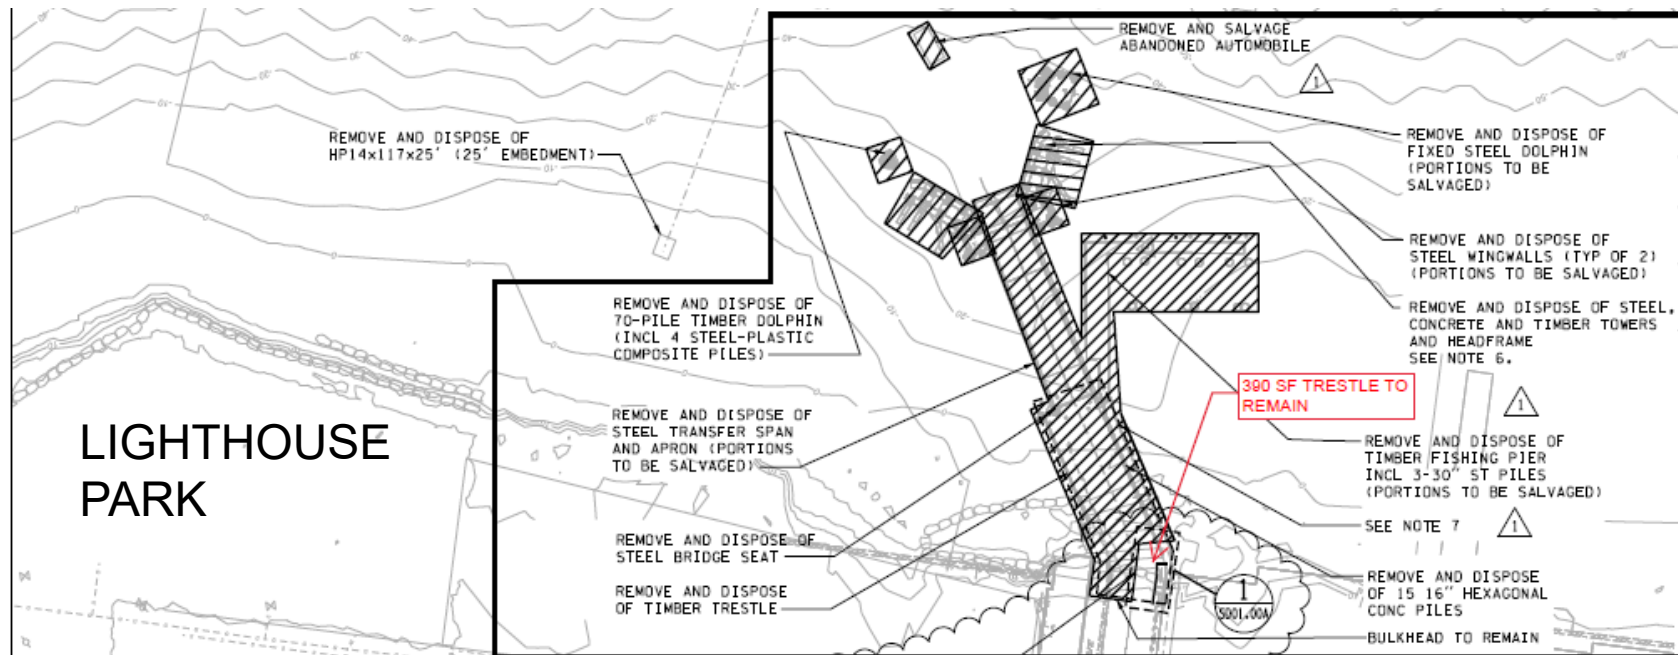 REMOVE AND SALVAGE
ABANDONED AUTOMOBILE
1
REMOVE AND DISPOSE OF
HP14x117x25' (25' EMBEDMENT)
REMOVE AND DISPOSE OF
FIXED STEEL DOLPHIN
(PORTIONS TO BE
SALVAGED)
REMOVE AND DISPOSE OF
STEEL WINGWALLS (TYP OF 2)
(PORTIONS TO BE SALVAGED)
REMOVE AND DISPOSE OF
70-PILE TIMBER DOLPHIN
(INCL 4 STEEL-PLASTIC
COMPOSITE PILES)
REMOVE AND DISPOSE OF STEEL,
CONCRETE AND TIMBER TOWERS
AND HEADFRAME
SEE NOTE 6.
390 SF TRESTLE TO
REMAIN
1
LIGHTHOUSE
PARK
REMOVE AND DISPOSE OF
STEEL TRANSFER SPAN
AND APRON (PORTIONS
TO BE SALVAGED)
REMOVE AND DISPOSE OF
TIMBER FISHING PIER
INCL 3-30" ST PILES
(PORTIONS TO BE SALVAGED)
SEE NOTE 7
1
REMOVE AND DISPOSE OF
STEEL BRIDGE SEAT
REMOVE AND DISPOSE
OF TIMBER TRESTLE
1
SD01.00A
REMOVE AND DISPOSE
OF 15 16" HEXAGONAL
CONC PILES
BULKHEAD TO REMAIN